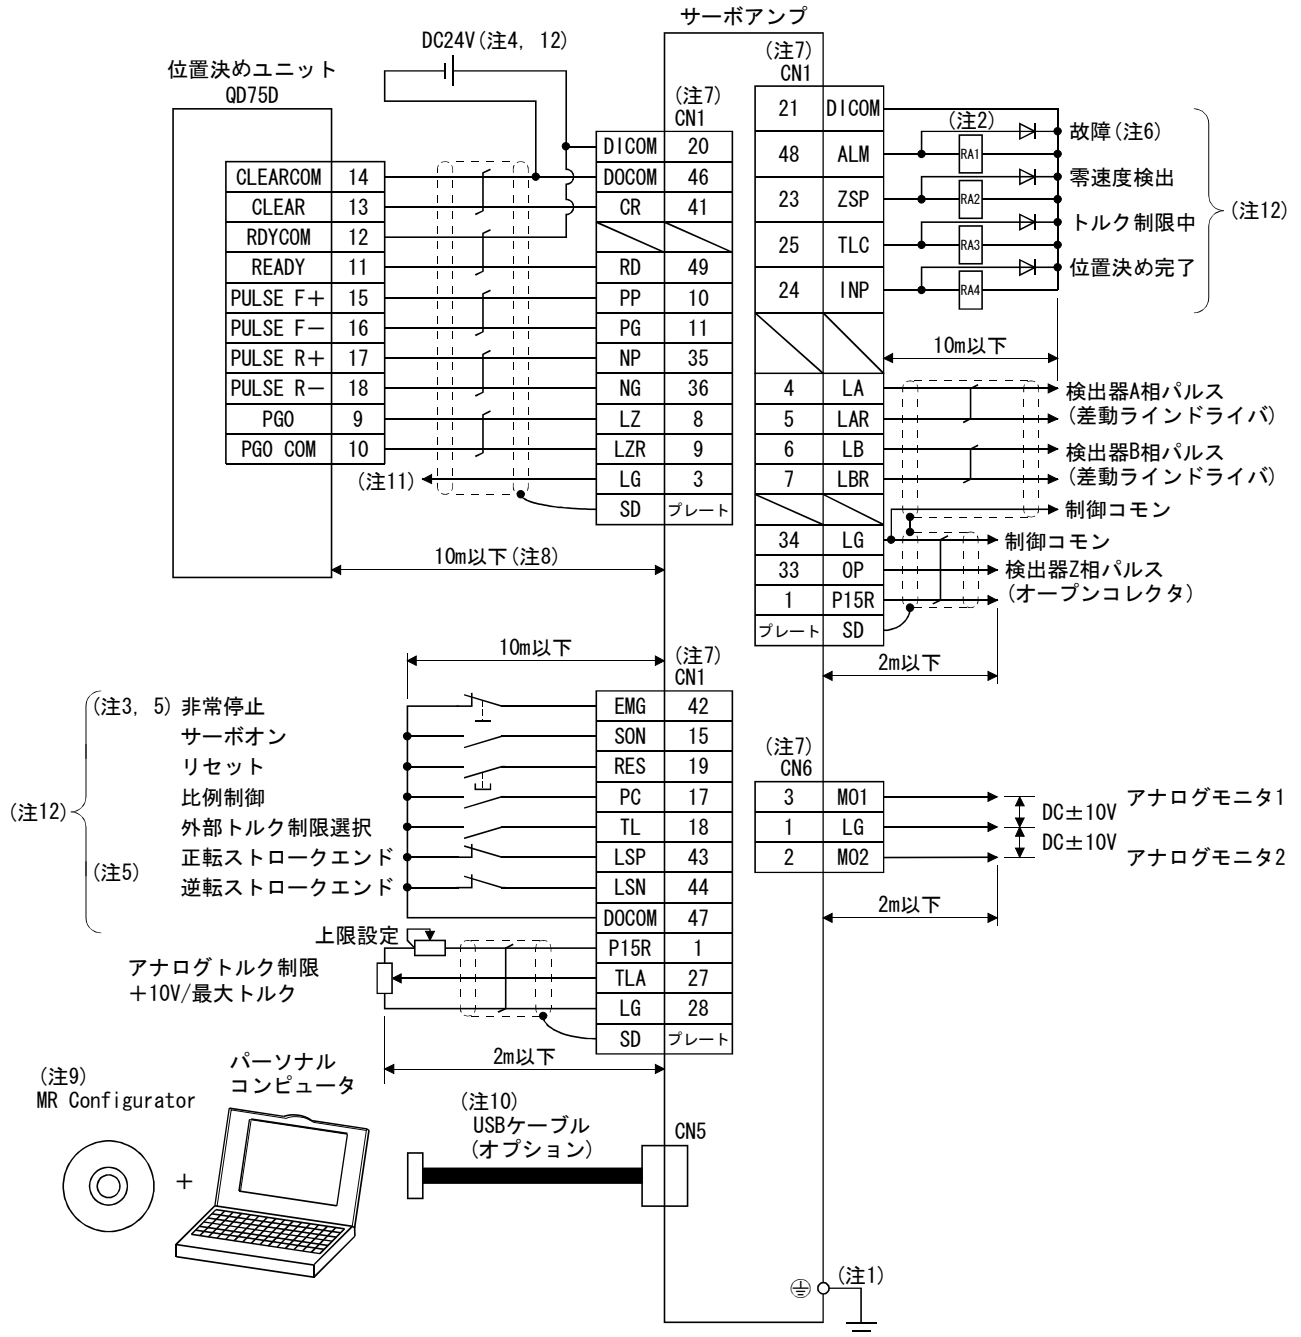 サーボアンプ
DC24V(注4, 12)
位置決めユニット
QD75D
(注7)
CN1
DICOM 20
CLEARCOM 14 DOCOM 46
CLEAR 13 CR 41
RDYCOM 12
READY 11 RD 49
PULSE F＋ 15 PP 10
PULSE F－ 16 PG 11
PULSE R＋ 17 NP 35
PULSE R－ 18 NG 36
PG0 9 LZ 8
PG0 COM 10 LZR 9
(注11) LG 3
SD プレート
10m以下(注8)
(注7)
CN1
21 DICOM
(注2)
48 ALM RA1 故障(注6)
23 ZSP RA2 零速度検出
25 TLC RA3 トルク制限中
24 INP RA4 位置決め完了
(注12)
10m以下
4 LA 検出器A相パルス
5 LAR (差動ラインドライバ)
6 LB 検出器B相パルス
7 LBR (差動ラインドライバ)
制御コモン
34 LG 制御コモン
33 OP 検出器Z相パルス
1 P15R (オープンコレクタ)
プレート SD
2m以下
10m以下
(注7)
CN1
(注3, 5) 非常停止 EMG 42
サーボオン SON 15
リセット RES 19
比例制御 PC 17
(注12)
外部トルク制限選択 TL 18
正転ストロークエンド LSP 43
(注5)
逆転ストロークエンド LSN 44
DOCOM 47
上限設定 P15R 1
アナログトルク制限
＋10V/最大トルク
TLA 27
LG 28
SD プレート
2m以下
(注7)
CN6
3 MO1 アナログモニタ1
DC±10V
1 LG
DC±10V
2 MO2 アナログモニタ2
2m以下
(注9)
MR Configurator
＋
パーソナル
コンピュータ
(注10)
USBケーブル
(オプション)
CN5
(注1)